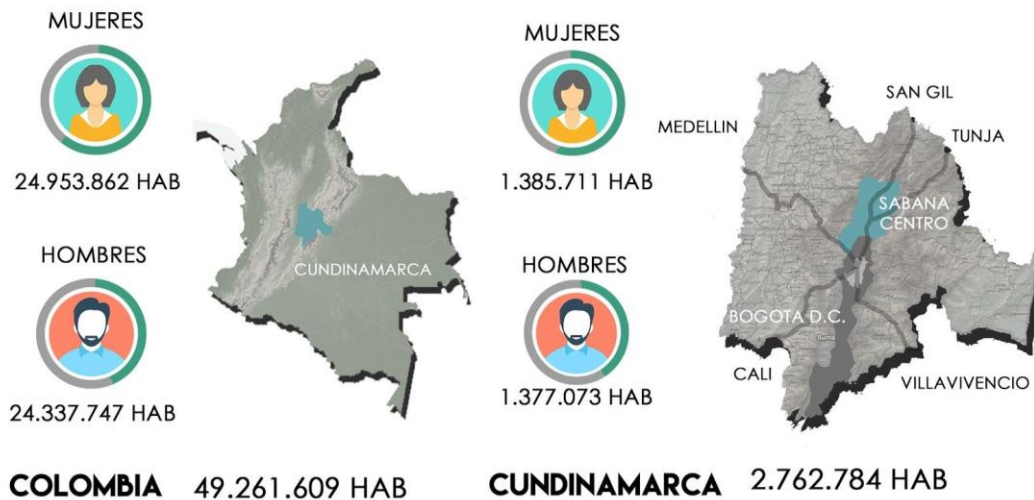 MUJERES
24.953.862 HAB
HOMBRES
24.337.747 HAB
CUNDINAMARCA
COLOMBIA 49.261.609 HAB
MUJERES
1.385.711 HAB
HOMBRES
1.377.073 HAB
SAN GIL
MEDELLIN
TUNJA
SABANA
CENTRO
BOGOTA D.C.
CALI
VILLAVIVENCIO
CUNDINAMARCA 2.762.784 HAB